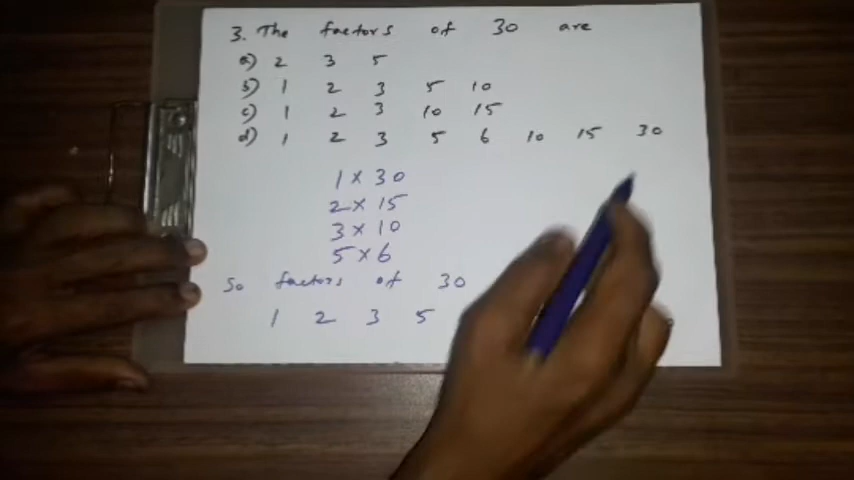 3. The factors of 30 are
a) 2 3 5
b) 1 2 3 5 10
c) 1 2 3 10 15
d) 1 2 3 5 6 10 15 30
1 x 30
2 x 15
3 x 10
5 x 6
So factors of 30
1 2 3 5